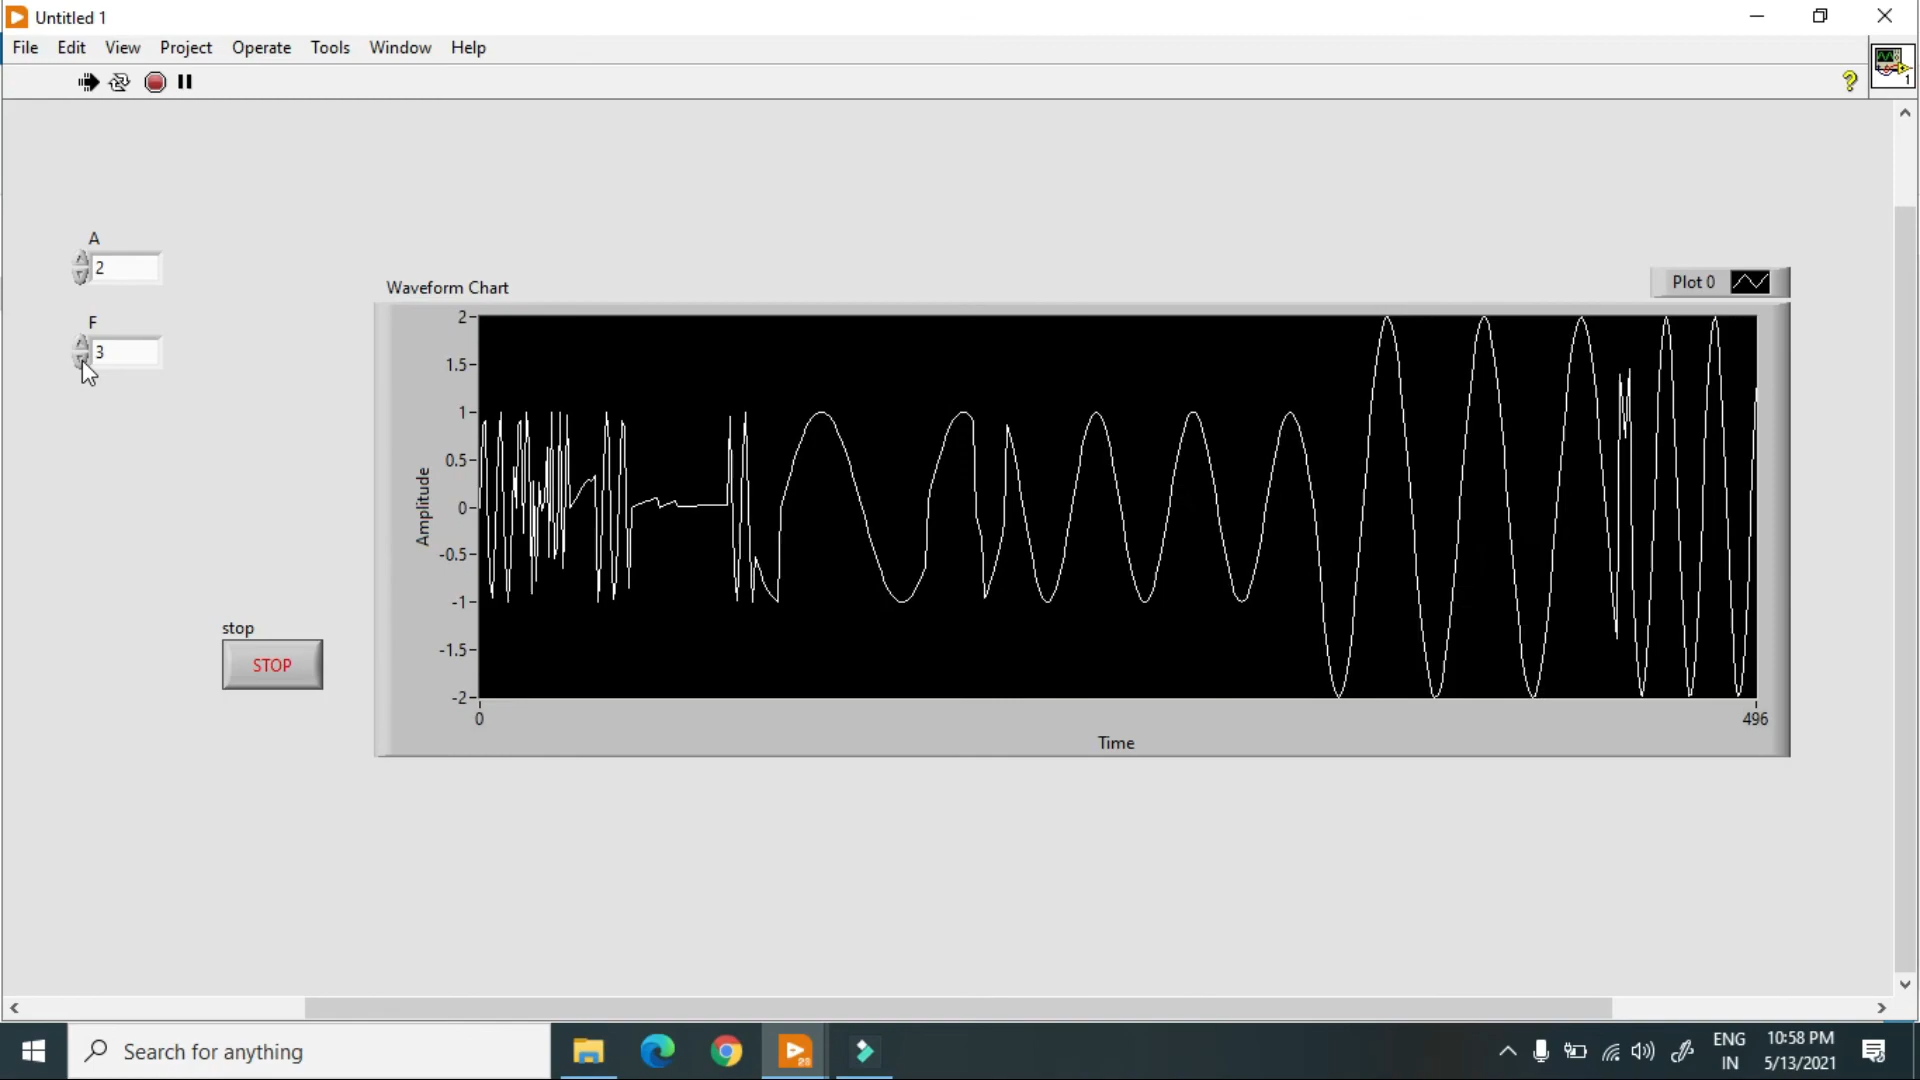 Untitled 1
File Edit View Project Operate Tools Window Help
?
1
A
2
F
3
Waveform Chart
Plot 0
2
1.5
1
0.5
0
-0.5
-1
-1.5
-2
Amplitude
0
496
Time
stop
STOP
Search for anything
20
ENG
IN
10:58 PM
5/13/2021